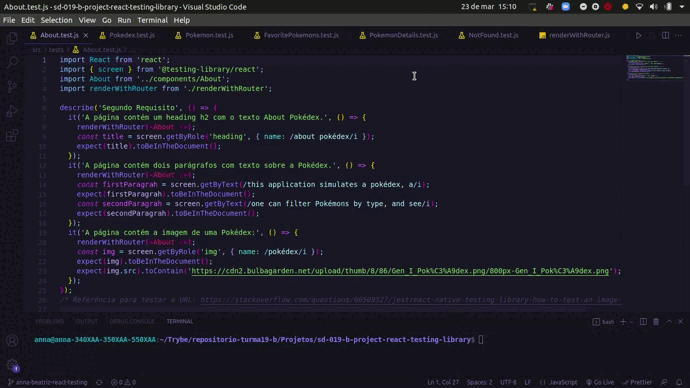 About.test.js - sd-019-b-project-react-testing-library - Visual Studio Code
23 de mar 15:10
File Edit Selection View Go Run Terminal Help
About.test.js
Pokedex.test.js
Pokemon.test.js
FavoritePokemons.test.js
PokemonDetails.test.js
NotFound.test.js
renderWithRouter.js
src > tests > About.test.js > ...
1 import React from 'react';
2 import { screen } from '@testing-library/react';
3 import About from '../components/About';
4 import renderWithRouter from './renderWithRouter';
5
6 describe('Segundo Requisito', () => {
7 it('A página contém um heading h2 com o texto About Pokédex.', () => {
8 renderWithRouter(<About />);
9 const title = screen.getByRole('heading', { name: /about pokédex/i });
10 expect(title).toBeInTheDocument();
11 });
12 it('A página contém dois parágrafos com texto sobre a Pokédex.', () => {
13 renderWithRouter(<About />);
14 const firstParagrah = screen.getByText(/this application simulates a pokédex, a/i);
15 expect(firstParagrah).toBeInTheDocument();
16 const secondParagrah = screen.getByText(/one can filter Pokémons by type, and see/i);
17 expect(secondParagrah).toBeInTheDocument();
18 });
19 it('A página contém a imagem de uma Pokédex:', () => {
20 renderWithRouter(<About />);
21 const img = screen.getByRole('img', { name: /pokédex/i });
22 expect(img).toBeInTheDocument();
23 expect(img.src).toContain('https://cdn2.bulbagarden.net/upload/thumb/8/86/Gen_I_Pok%C3%A9dex.png/800px-Gen_I_Pok%C3%A9dex.png');
24 });
25 });
26 /* Referência para testar a URL: https://stackoverflow.com/questions/66509527/jestreact-native-testing-library-how-to-test-an-image-
PROBLEMS OUTPUT DEBUG CONSOLE TERMINAL
bash
anna@anna-340XAA-350XAA-550XAA:~/Trybe/repositorio-turma19-b/Projetos/sd-019-b-project-react-testing-library$
anna-beatriz-react-testing
0 0
Ln 1, Col 27 Spaces: 2 UTF-8 LF JavaScript Go Live Prettier